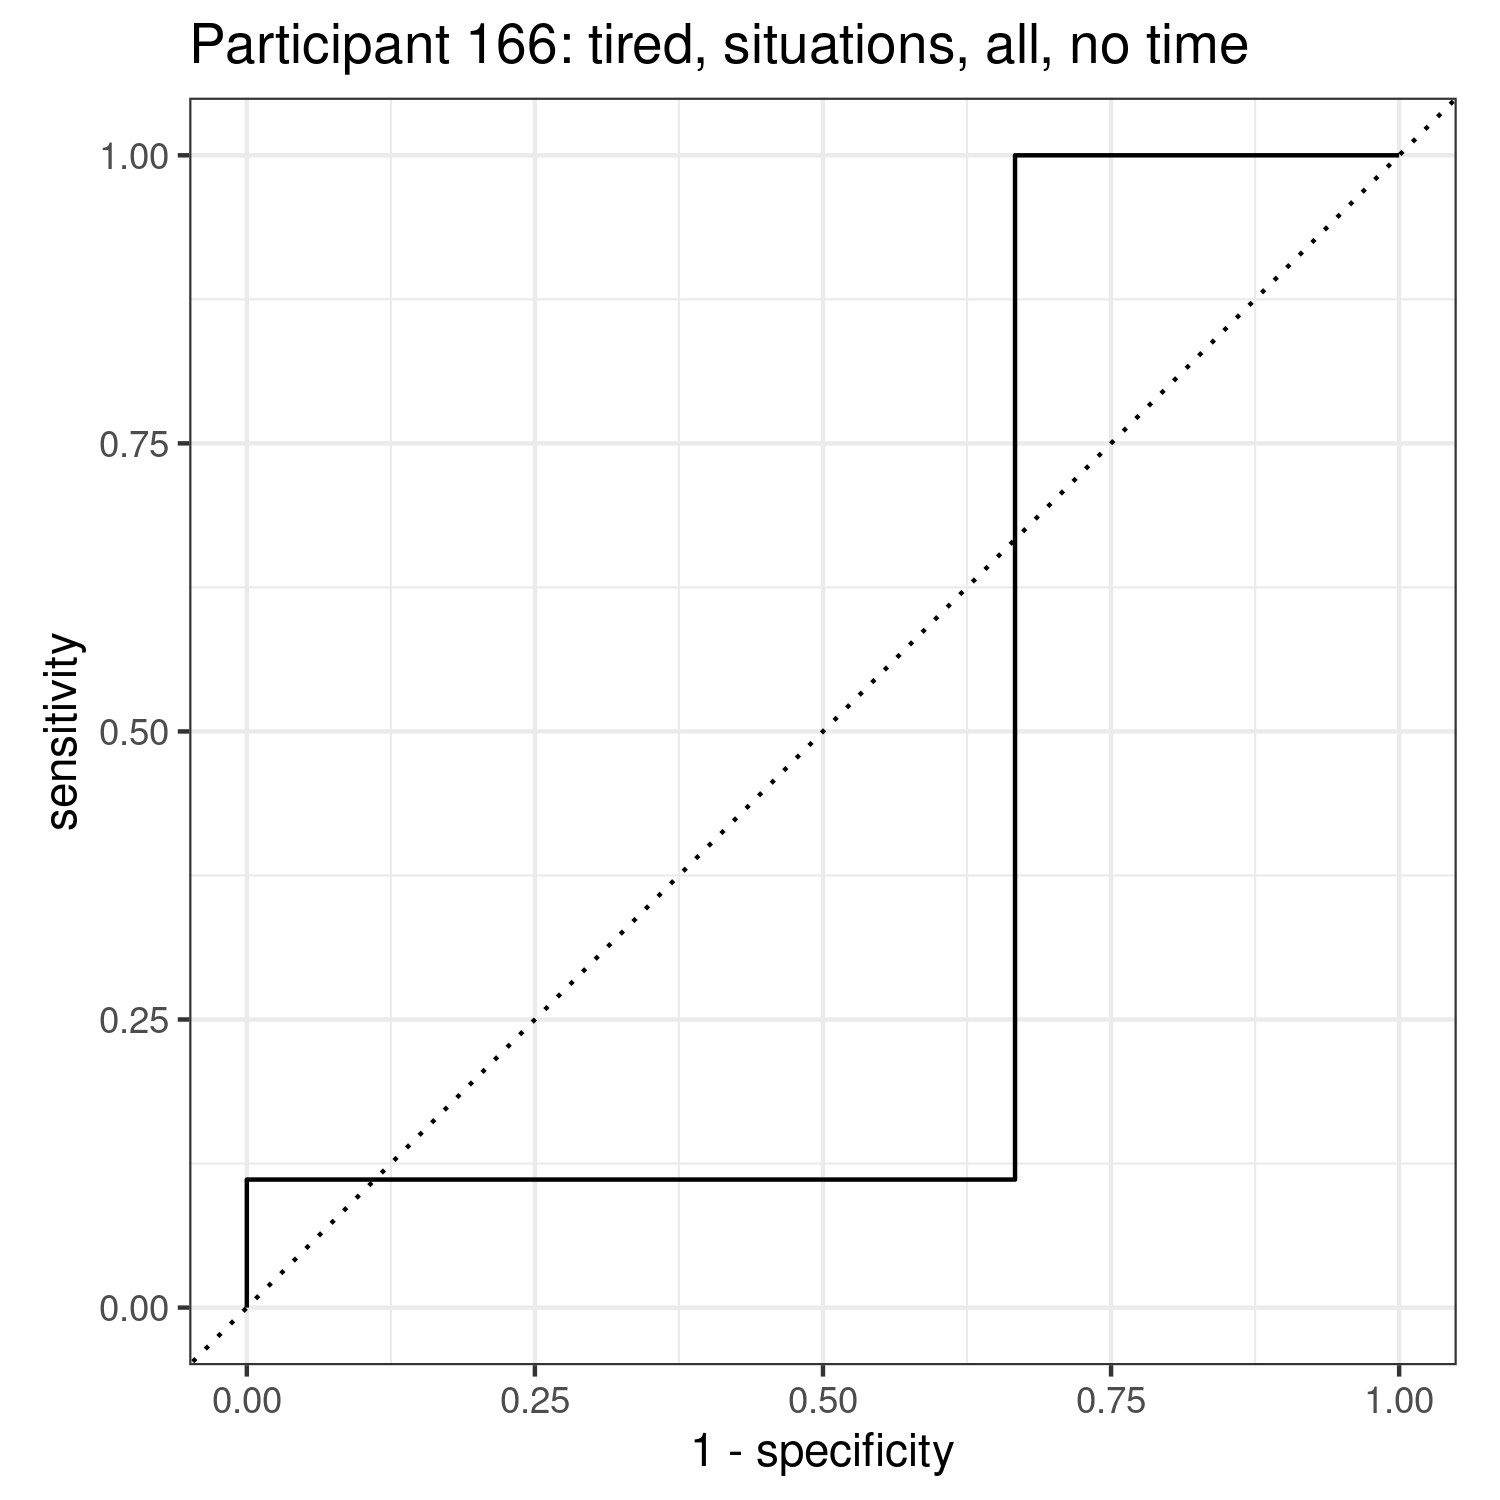 Participant 166: tired, situations, all, no time
1.00
0.75
0.50
0.25
0.00
sensitivity
0.00 0.25 0.50 0.75 1.00
1 - specificity